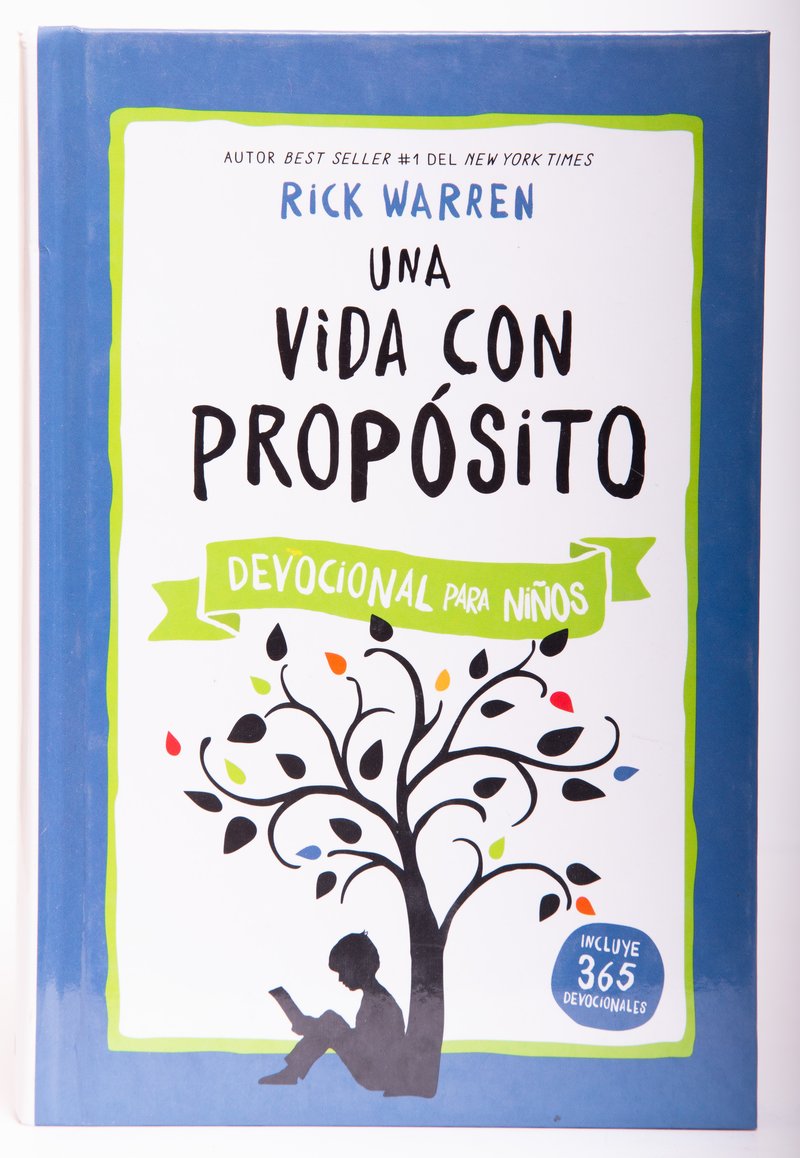 AUTOR BEST SELLER #1 DEL NEW YORK TIMES
RICK WARREN
UNA
VIDA CON
PROPÓSITO
DEVOCIONAL PARA NIÑOS
INCLUYE
365
DEVOCIONALES